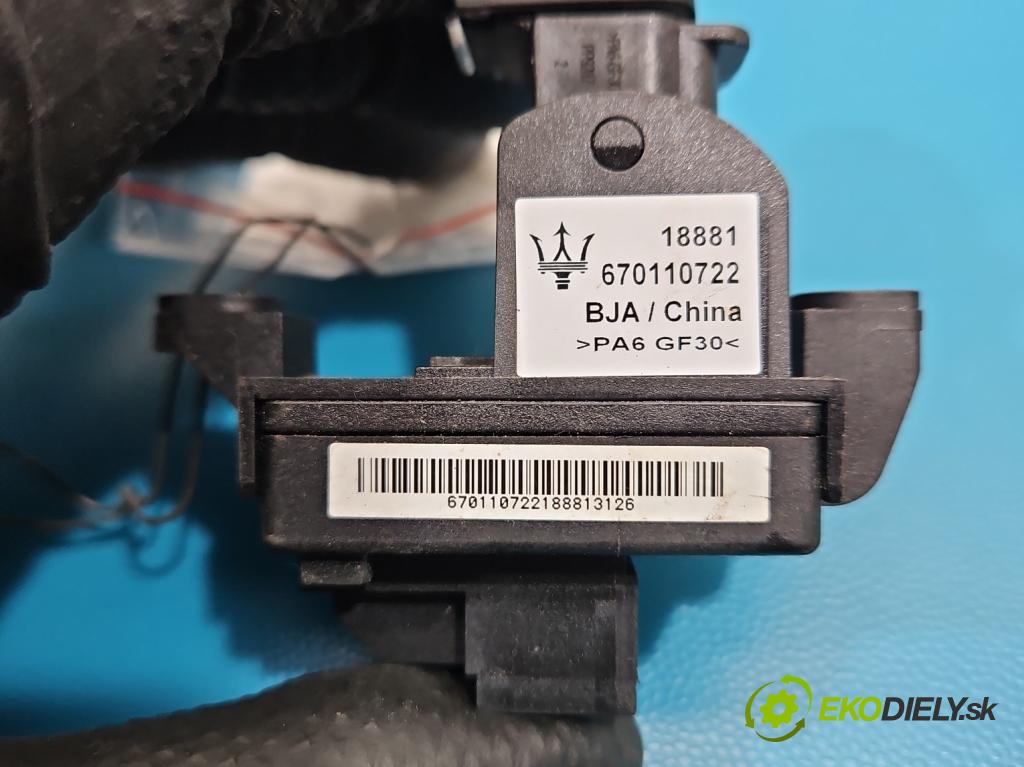 18881
670110722
BJA / China
>PA6 GF30<
670110722188813126
EKODIELY.sk